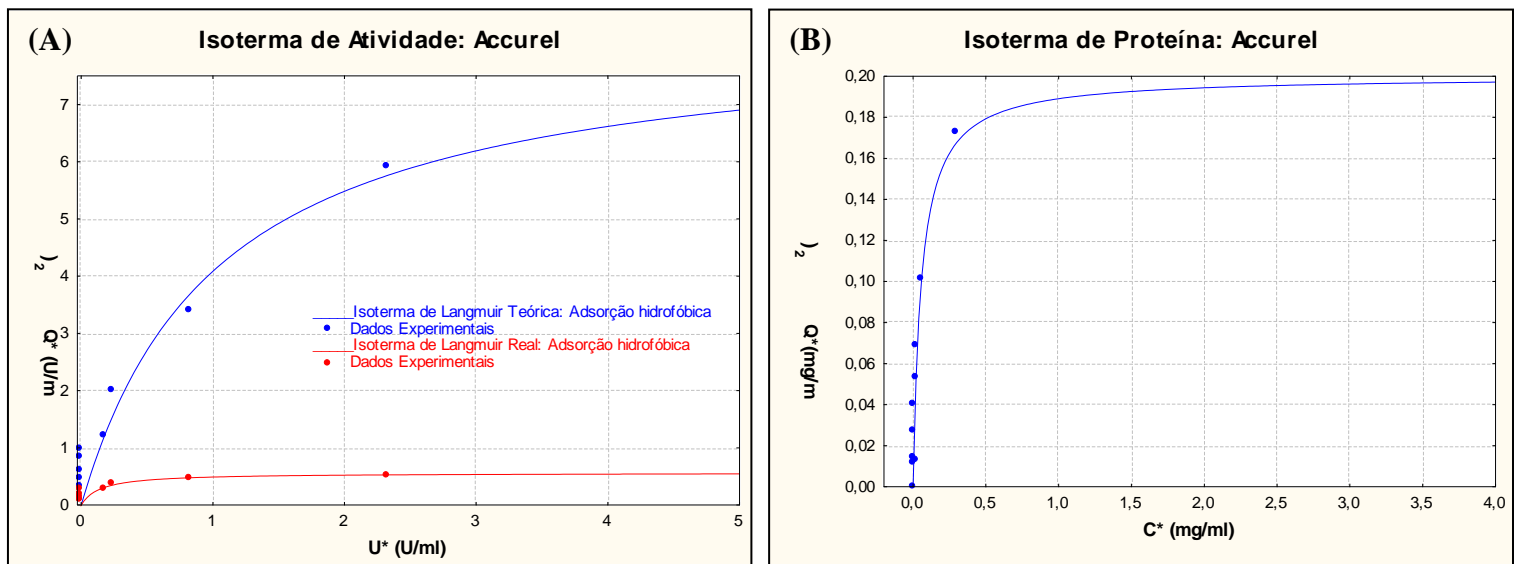 (A)
Isoterma de Atividade: Accurel
7
6
5
4
3
2
1
0
Q* (U/m
2
)
Isoterma de Langmuir Teórica: Adsorção hidrofóbica
Dados Experimentais
Isoterma de Langmuir Real: Adsorção hidrofóbica
Dados Experimentais
0 1 2 3 4 5
U* (U/ml)
(B)
Isoterma de Proteína: Accurel
0,20
0,18
0,16
0,14
0,12
0,10
0,08
0,06
0,04
0,02
0,00
Q*(mg/m
2
)
0,0 0,5 1,0 1,5 2,0 2,5 3,0 3,5 4,0
C* (mg/ml)